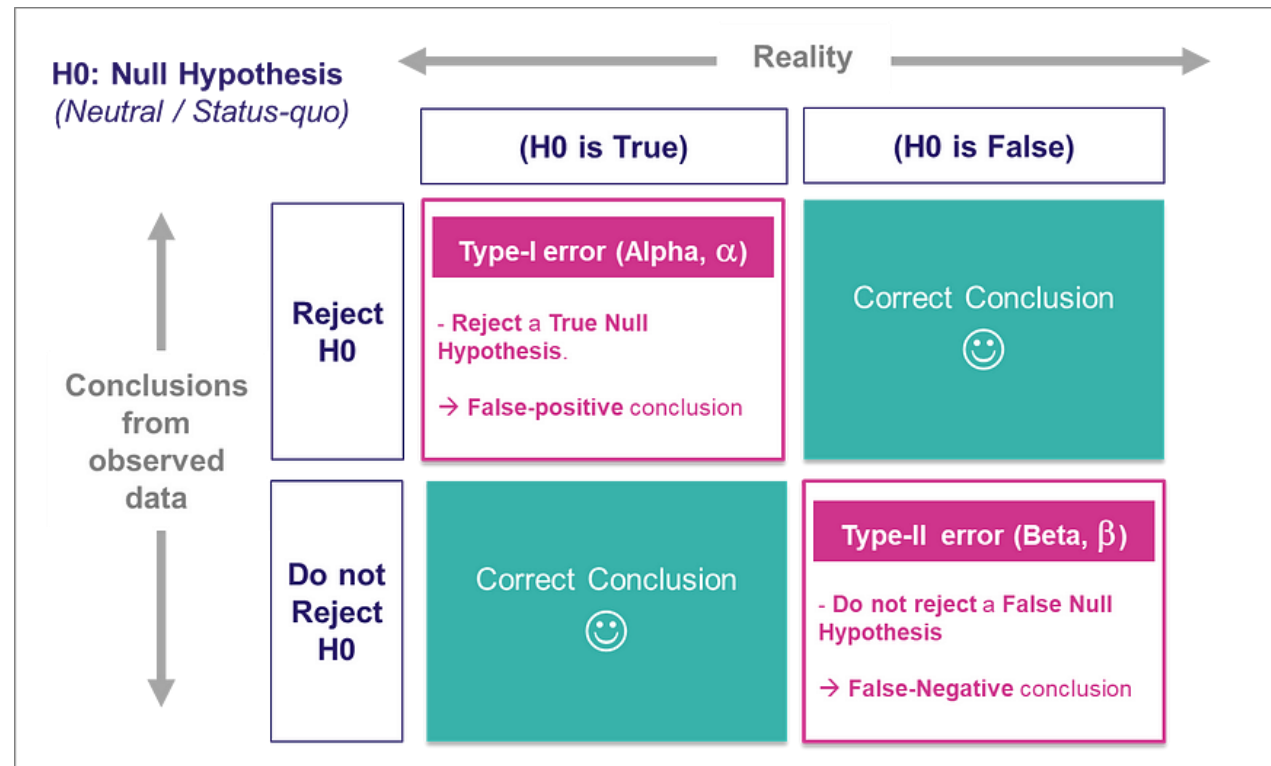 Reality
H0: Null Hypothesis
(Neutral / Status-quo)
(H0 is True)
(H0 is False)
Conclusions
from
observed
data
Reject
H0
Type-I error (Alpha, α)
- Reject a True Null
Hypothesis.
→ False-positive conclusion
Correct Conclusion
Do not
Reject
H0
Correct Conclusion
Type-II error (Beta, β)
- Do not reject a False Null
Hypothesis
→ False-Negative conclusion